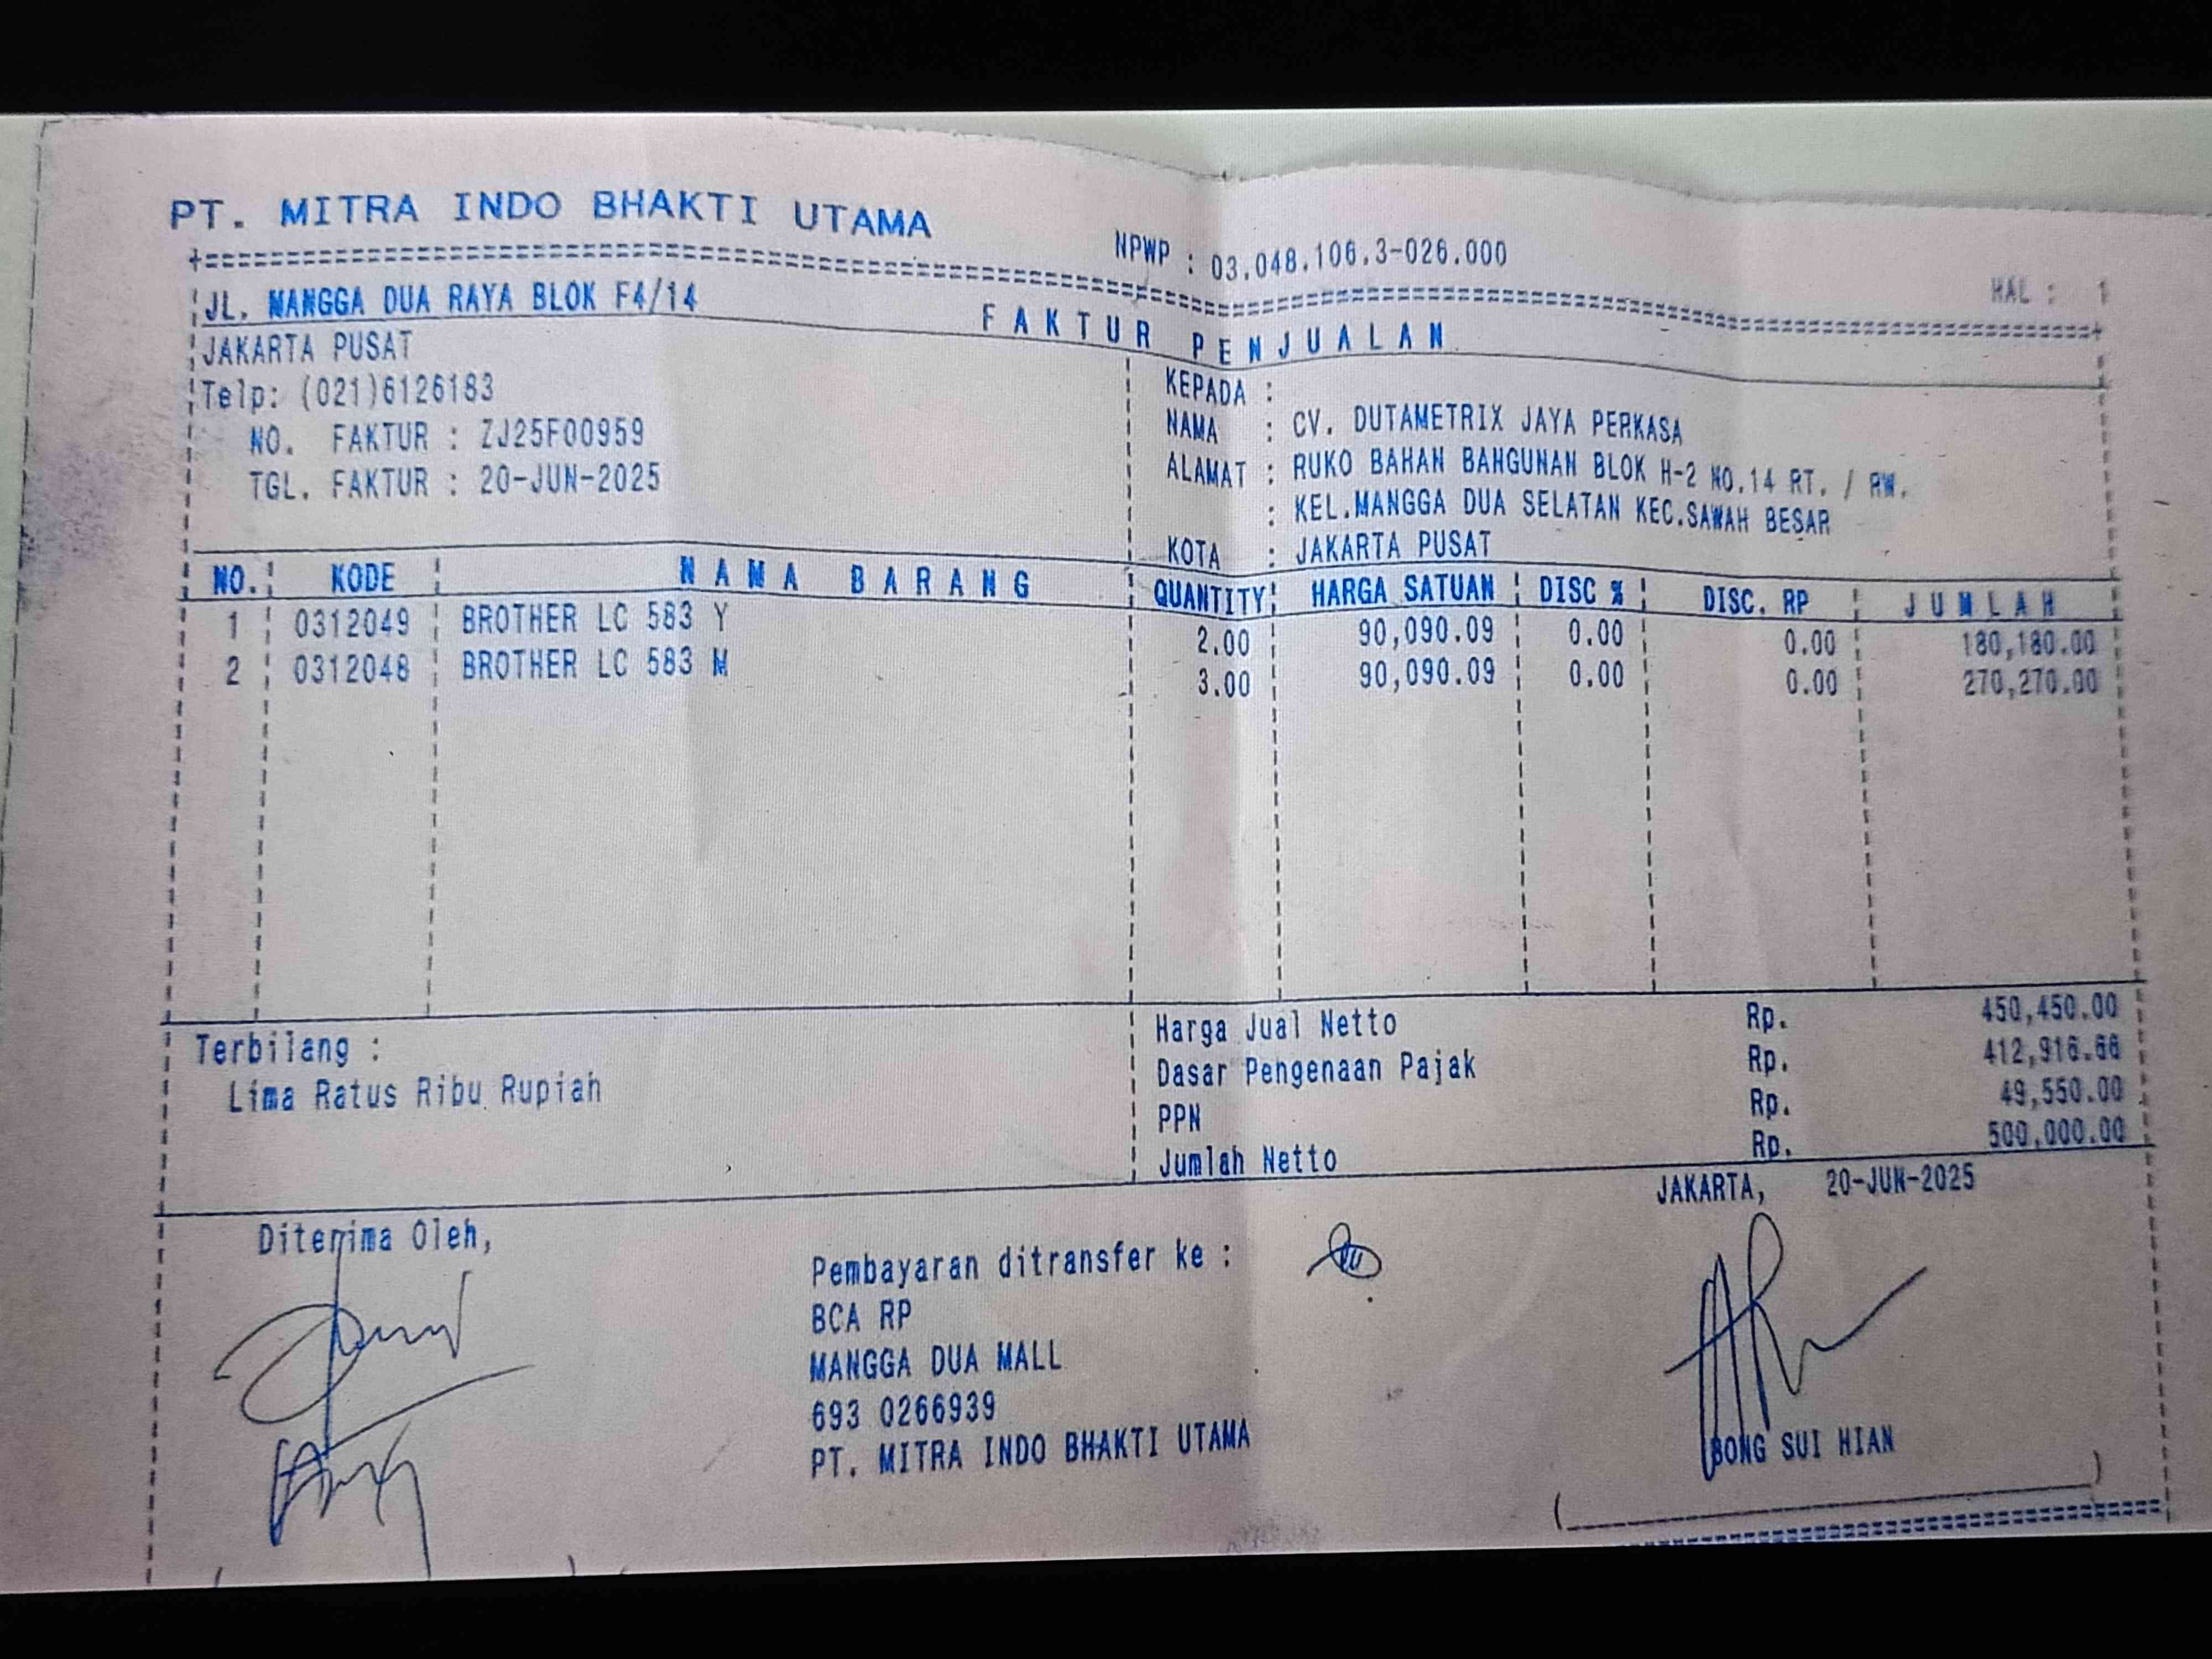 PT. MITRA INDO BHAKTI UTAMA
NPWP : 03.048.106.3-026.000
HAL : 1
JL. MANGGA DUA RAYA BLOK F4/14
FAKTUR PENJUALAN
JAKARTA PUSAT
Telp: (021)6126183
NO. FAKTUR : ZJ25F00959
TGL. FAKTUR : 20-JUN-2025
KEPADA :
NAMA : CV. DUTAMETRIX JAYA PERKASA
ALAMAT : RUKO BAHAN BANGUNAN BLOK H-2 NO.14 RT. / RW.
: KEL.MANGGA DUA SELATAN KEC.SAWAH BESAR
KOTA : JAKARTA PUSAT
NO. KODE NAMA BARANG QUANTITY HARGA SATUAN DISC % DISC. RP JUMLAH
1 0312049 BROTHER LC 583 Y 2.00 90,090.09 0.00 0.00 180,180.00
2 0312048 BROTHER LC 583 M 3.00 90,090.09 0.00 0.00 270,270.00
Terbilang :
Lima Ratus Ribu Rupiah
Harga Jual Netto Rp. 450,450.00
Dasar Pengenaan Pajak Rp. 412,916.66
PPN Rp. 49,550.00
Jumlah Netto Rp. 500,000.00
JAKARTA, 20-JUN-2025
Diterima Oleh,
Pembayaran ditransfer ke :
BCA RP
MANGGA DUA MALL
693 0266939
PT. MITRA INDO BHAKTI UTAMA
BONG SUI HIAN